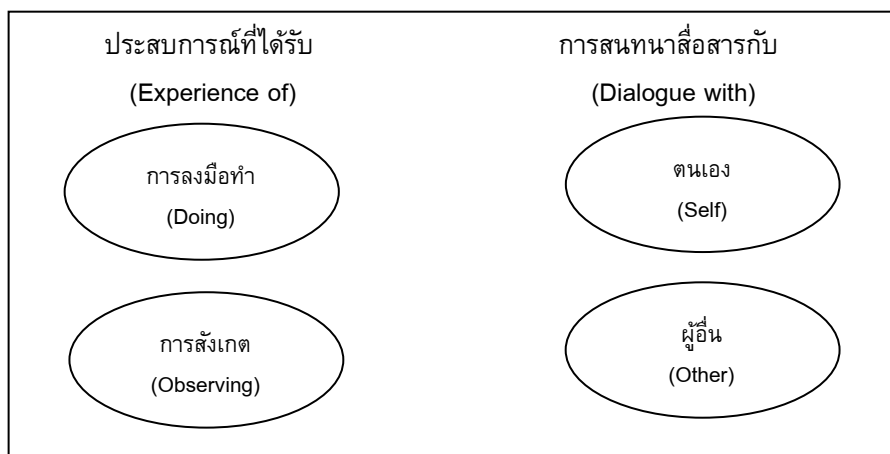 ประสบการณ์ที่ได้รับ
(Experience of)
การลงมือทำ
(Doing)
การสังเกต
(Observing)
การสนทนาสื่อสารกับ
(Dialogue with)
ตนเอง
(Self)
ผู้อื่น
(Other)